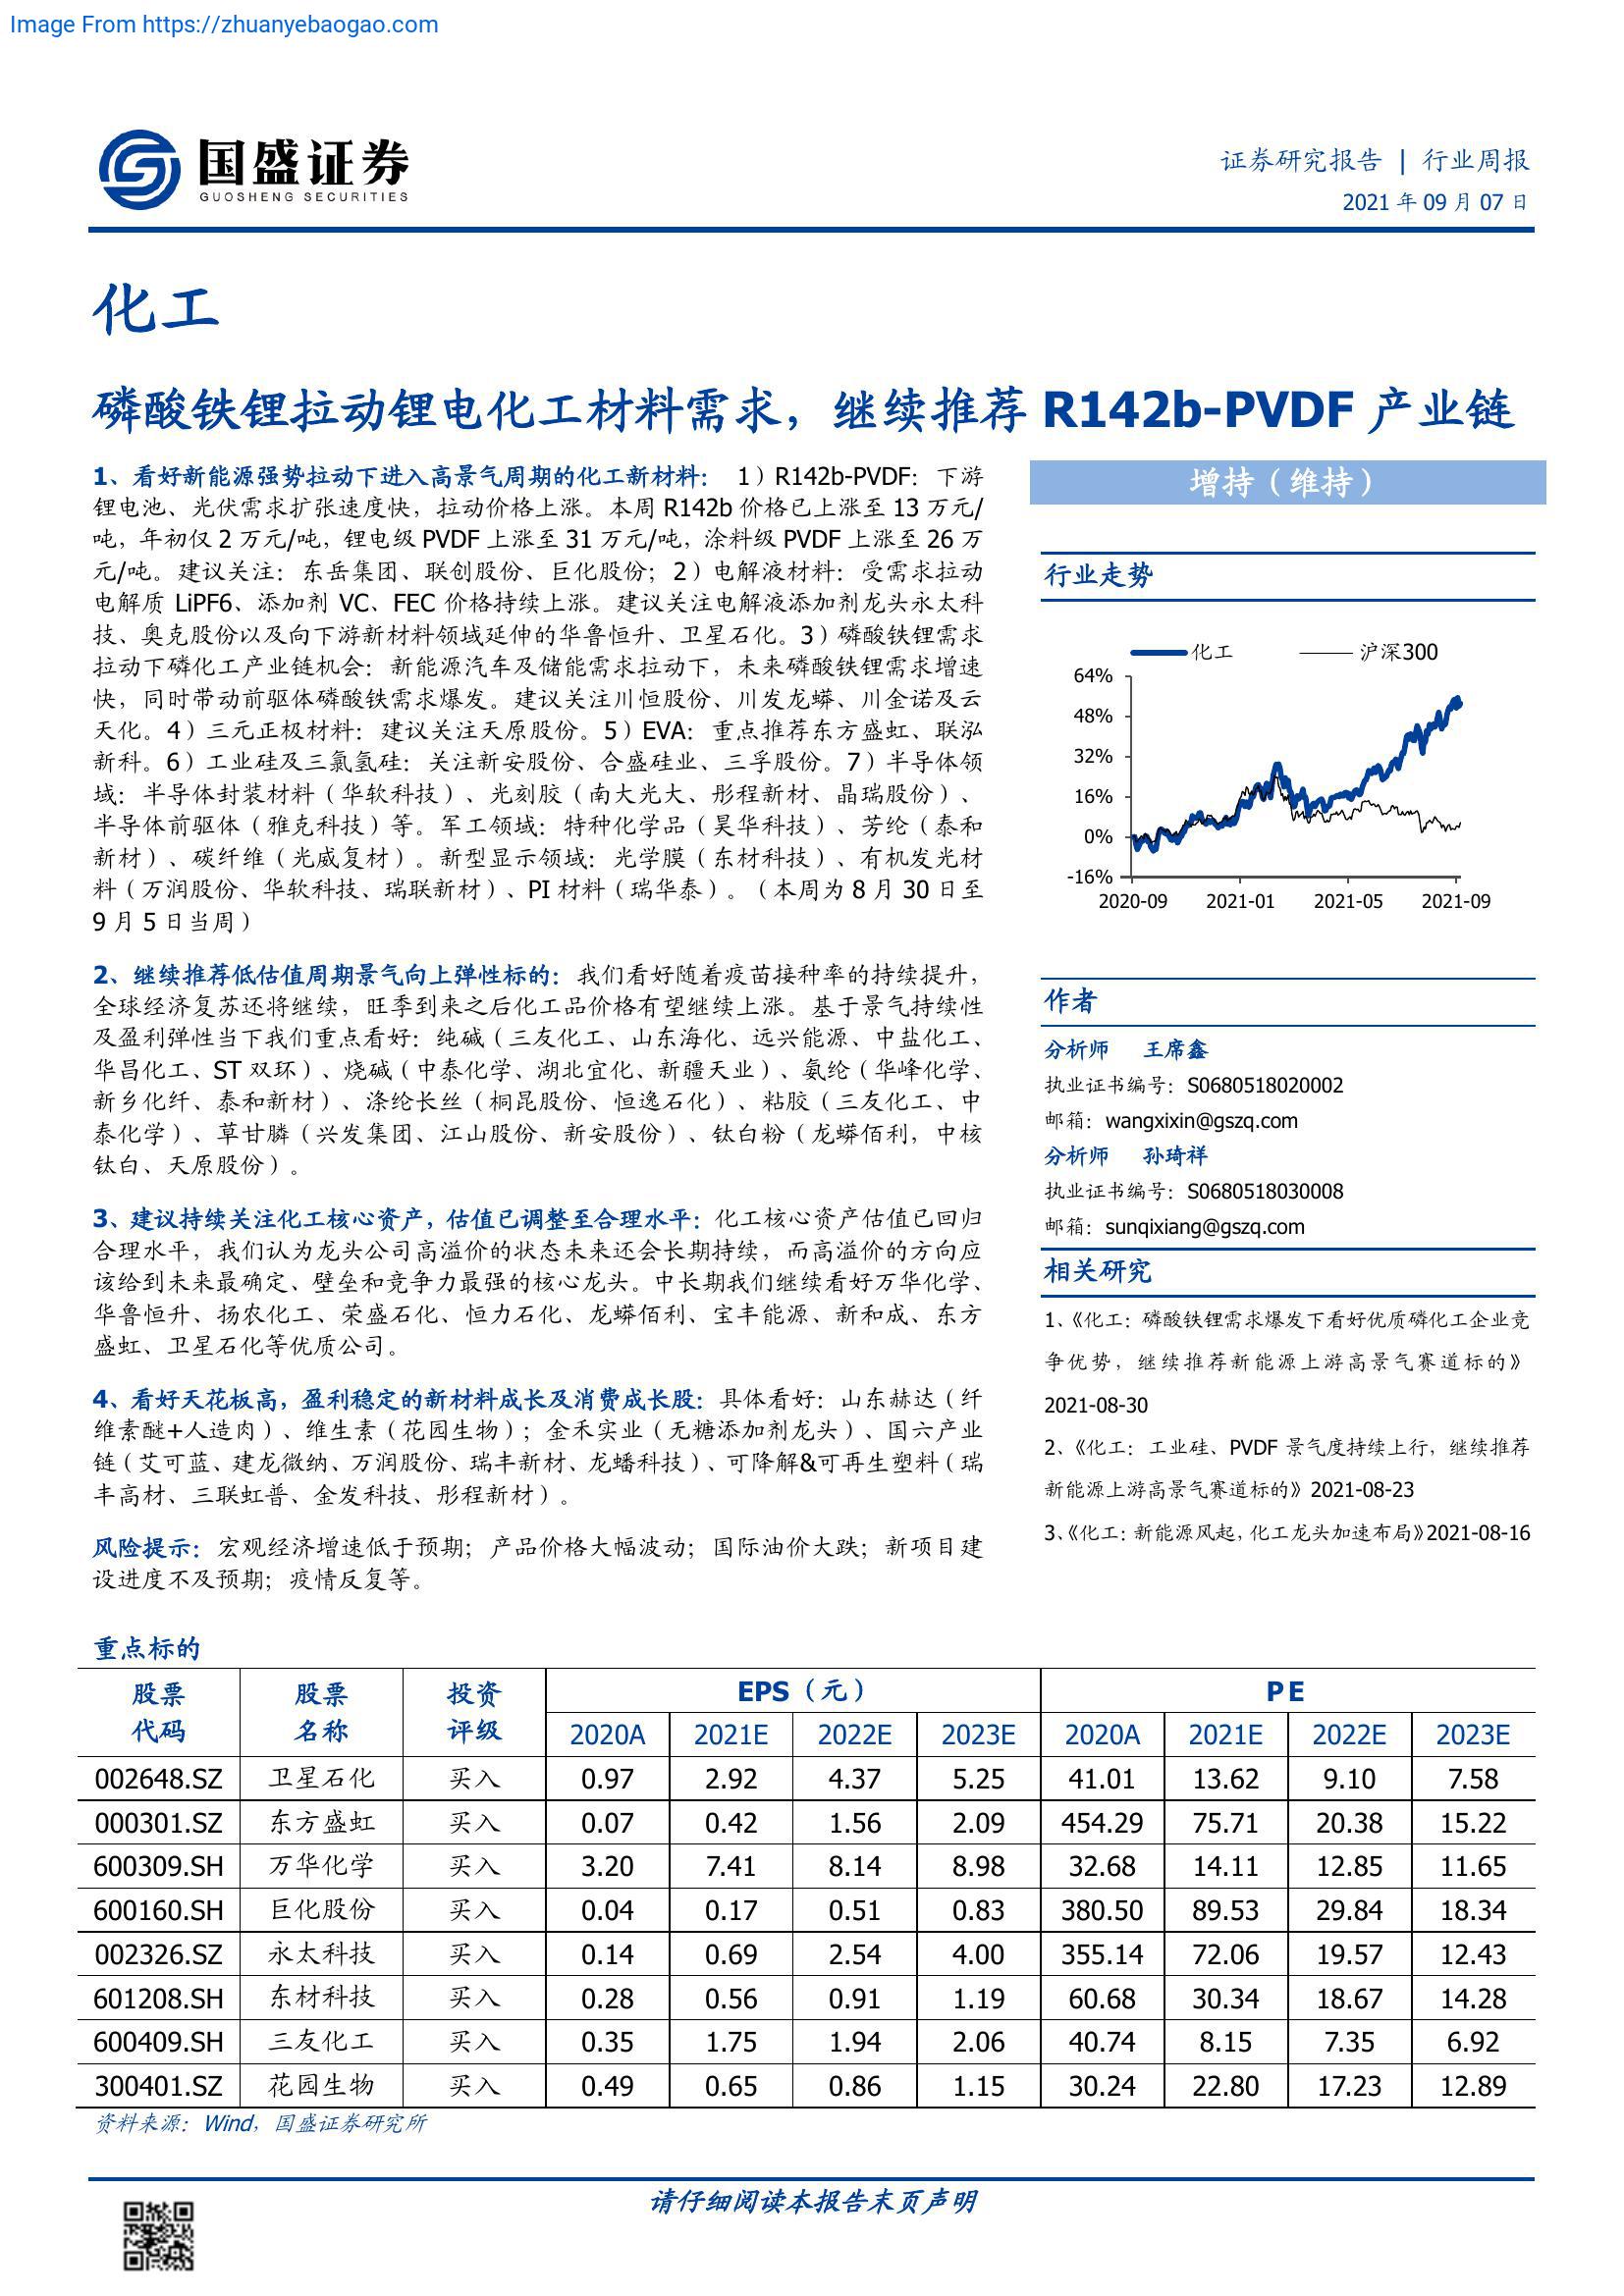 Image From https://zhuanyebaogao.com
国盛证券
GUOSHENG SECURITIES
证券研究报告 | 行业周报
2021 年 09 月 07 日
化工
磷酸铁锂拉动锂电化工材料需求，继续推荐 R142b-PVDF 产业链
1、看好新能源强势拉动下进入高景气周期的化工新材料： 1）R142b-PVDF：下游
锂电池、光伏需求扩张速度快，拉动价格上涨。本周 R142b 价格已上涨至 13 万元/
吨，年初仅 2 万元/吨，锂电级 PVDF 上涨至 31 万元/吨，涂料级 PVDF 上涨至 26 万
元/吨。建议关注：东岳集团、联创股份、巨化股份；2）电解液材料：受需求拉动
电解质 LiPF6、添加剂 VC、FEC 价格持续上涨。建议关注电解液添加剂龙头永太科
技、奥克股份以及向下游新材料领域延伸的华鲁恒升、卫星石化。3）磷酸铁锂需求
拉动下磷化工产业链机会：新能源汽车及储能需求拉动下，未来磷酸铁锂需求增速
快，同时带动前驱体磷酸铁需求爆发。建议关注川恒股份、川发龙蟒、川金诺及云
天化。4）三元正极材料：建议关注天原股份。5）EVA：重点推荐东方盛虹、联泓
新科。6）工业硅及三氯氢硅：关注新安股份、合盛硅业、三孚股份。7）半导体领
域：半导体封装材料（华软科技）、光刻胶（南大光大、彤程新材、晶瑞股份）、
半导体前驱体（雅克科技）等。军工领域：特种化学品（昊华科技）、芳纶（泰和
新材）、碳纤维（光威复材）。新型显示领域：光学膜（东材科技）、有机发光材
料（万润股份、华软科技、瑞联新材）、PI 材料（瑞华泰）。（本周为 8 月 30 日至
9 月 5 日当周）
2、继续推荐低估值周期景气向上弹性标的：我们看好随着疫苗接种率的持续提升，
全球经济复苏还将继续，旺季到来之后化工品价格有望继续上涨。基于景气持续性
及盈利弹性当下我们重点看好：纯碱（三友化工、山东海化、远兴能源、中盐化工、
华昌化工、ST 双环）、烧碱（中泰化学、湖北宜化、新疆天业）、氨纶（华峰化学、
新乡化纤、泰和新材）、涤纶长丝（桐昆股份、恒逸石化）、粘胶（三友化工、中
泰化学）、草甘膦（兴发集团、江山股份、新安股份）、钛白粉（龙蟒佰利，中核
钛白、天原股份）。
3、建议持续关注化工核心资产，估值已调整至合理水平：化工核心资产估值已回归
合理水平，我们认为龙头公司高溢价的状态未来还会长期持续，而高溢价的方向应
该给到未来最确定、壁垒和竞争力最强的核心龙头。中长期我们继续看好万华化学、
华鲁恒升、扬农化工、荣盛石化、恒力石化、龙蟒佰利、宝丰能源、新和成、东方
盛虹、卫星石化等优质公司。
4、看好天花板高，盈利稳定的新材料成长及消费成长股：具体看好：山东赫达（纤
维素醚+人造肉）、维生素（花园生物）；金禾实业（无糖添加剂龙头）、国六产业
链（艾可蓝、建龙微纳、万润股份、瑞丰新材、龙蟠科技）、可降解&可再生塑料（瑞
丰高材、三联虹普、金发科技、彤程新材）。
风险提示：宏观经济增速低于预期；产品价格大幅波动；国际油价大跌；新项目建
设进度不及预期；疫情反复等。
增持（维持）
行业走势
化工 沪深300
64%
48%
32%
16%
0%
-16%
2020-09 2021-01 2021-05 2021-09
作者
分析师 王席鑫
执业证书编号：S0680518020002
邮箱：wangxixin@gszq.com
分析师 孙琦祥
执业证书编号：S0680518030008
邮箱：sunqixiang@gszq.com
相关研究
1、《化工：磷酸铁锂需求爆发下看好优质磷化工企业竞
争优势，继续推荐新能源上游高景气赛道标的》
2021-08-30
2、《化工：工业硅、PVDF 景气度持续上行，继续推荐
新能源上游高景气赛道标的》2021-08-23
3、《化工：新能源风起，化工龙头加速布局》2021-08-16
重点标的
股票 股票 投资 EPS（元） PE
代码 名称 评级 2020A 2021E 2022E 2023E 2020A 2021E 2022E 2023E
002648.SZ 卫星石化 买入 0.97 2.92 4.37 5.25 41.01 13.62 9.10 7.58
000301.SZ 东方盛虹 买入 0.07 0.42 1.56 2.09 454.29 75.71 20.38 15.22
600309.SH 万华化学 买入 3.20 7.41 8.14 8.98 32.68 14.11 12.85 11.65
600160.SH 巨化股份 买入 0.04 0.17 0.51 0.83 380.50 89.53 29.84 18.34
002326.SZ 永太科技 买入 0.14 0.69 2.54 4.00 355.14 72.06 19.57 12.43
601208.SH 东材科技 买入 0.28 0.56 0.91 1.19 60.68 30.34 18.67 14.28
600409.SH 三友化工 买入 0.35 1.75 1.94 2.06 40.74 8.15 7.35 6.92
300401.SZ 花园生物 买入 0.49 0.65 0.86 1.15 30.24 22.80 17.23 12.89
资料来源：Wind，国盛证券研究所
请仔细阅读本报告末页声明